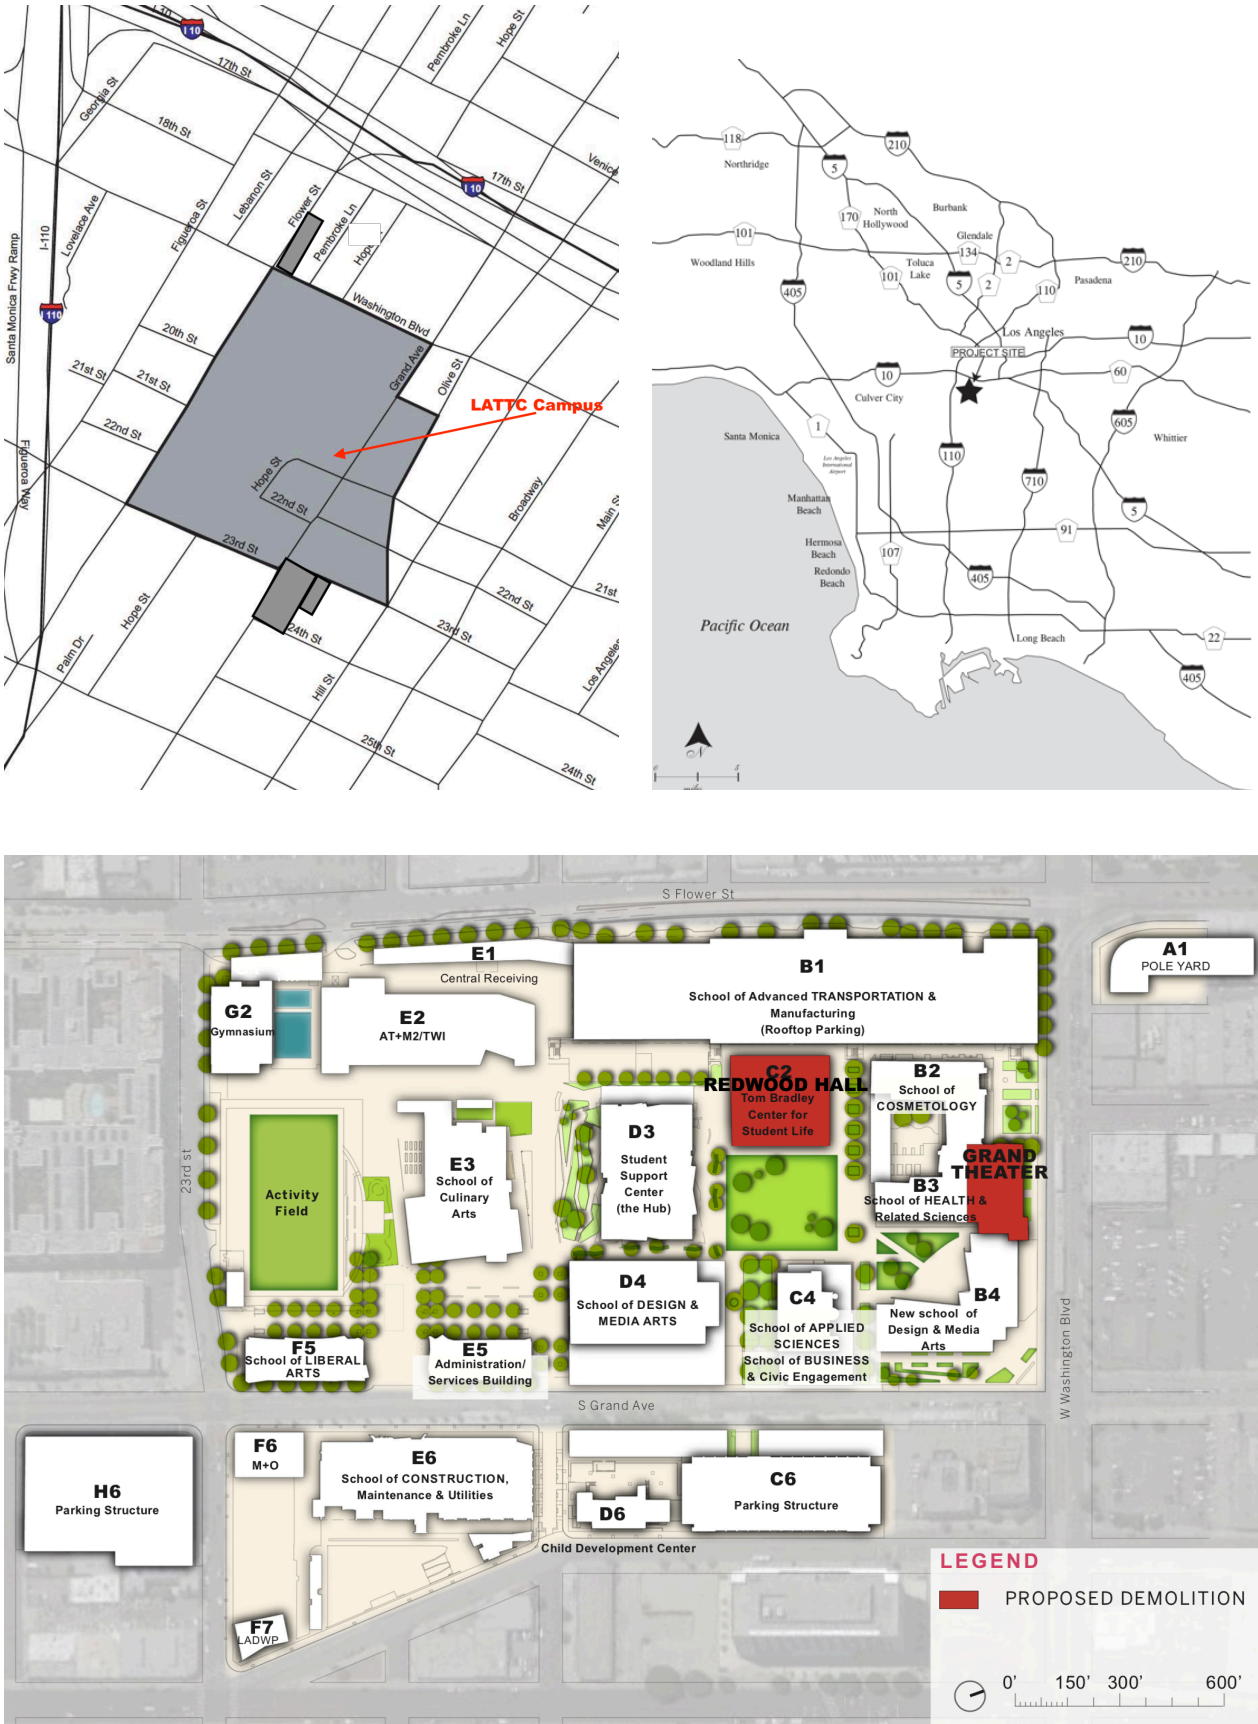 I 10
I 10
17th St
Pembroke Ln
Hope St
Georgia St
18th St
Venice
17th St
I 10
Lebanon St
Flower St
Pembroke Ln
Figueroa St
Lovelace Ave
I-110
Santa Monica Frwy Ramp
I 110
Washington Blvd
20th St
Grand Ave
Olive St
21st St
21st St
LATTC Campus
22nd St
Figueroa Way
Hope St
22nd St
Broadway
Main S
23rd St
22nd St
21st
Hope St
24th St
23rd St
Palm Dr
Los Angeles
Hill St
25th St
24th St
118
Northridge
210
5
170
North
Hollywood
Burbank
101
Woodland Hills
Glendale
134
2
210
Toluca
Lake
101
5
2
110
Pasadena
405
Los Angeles
10
PROJECT SITE
10
60
Culver City
1
605
Santa Monica
Whittier
Los Angeles
International
Airport
110
710
Manhattan
Beach
5
91
Hermosa
Beach
107
Redondo
Beach
405
Pacific Ocean
Long Beach
22
405
N
5
miles
S Flower St
E1
Central Receiving
B1
School of Advanced TRANSPORTATION &
Manufacturing
(Rooftop Parking)
A1
POLE YARD
G2
Gymnasium
E2
AT+M2/TWI
C2
REDWOOD HALL
Tom Bradley
Center for
Student Life
B2
School of
COSMETOLOGY
D3
Student
Support
Center
(the Hub)
E3
School of
Culinary
Arts
GRAND
THEATER
B3
School of HEALTH &
Related Sciences
23rd st
Activity
Field
D4
School of DESIGN &
MEDIA ARTS
C4
School of APPLIED
SCIENCES
School of BUSINESS
& Civic Engagement
B4
New school of
Design & Media
Arts
F5
School of LIBERAL
ARTS
E5
Administration/
Services Building
W Washington Blvd
S Grand Ave
H6
Parking Structure
F6
M+O
E6
School of CONSTRUCTION,
Maintenance & Utilities
C6
Parking Structure
D6
Child Development Center
F7
LADWP
LEGEND
PROPOSED DEMOLITION
0' 150' 300' 600'